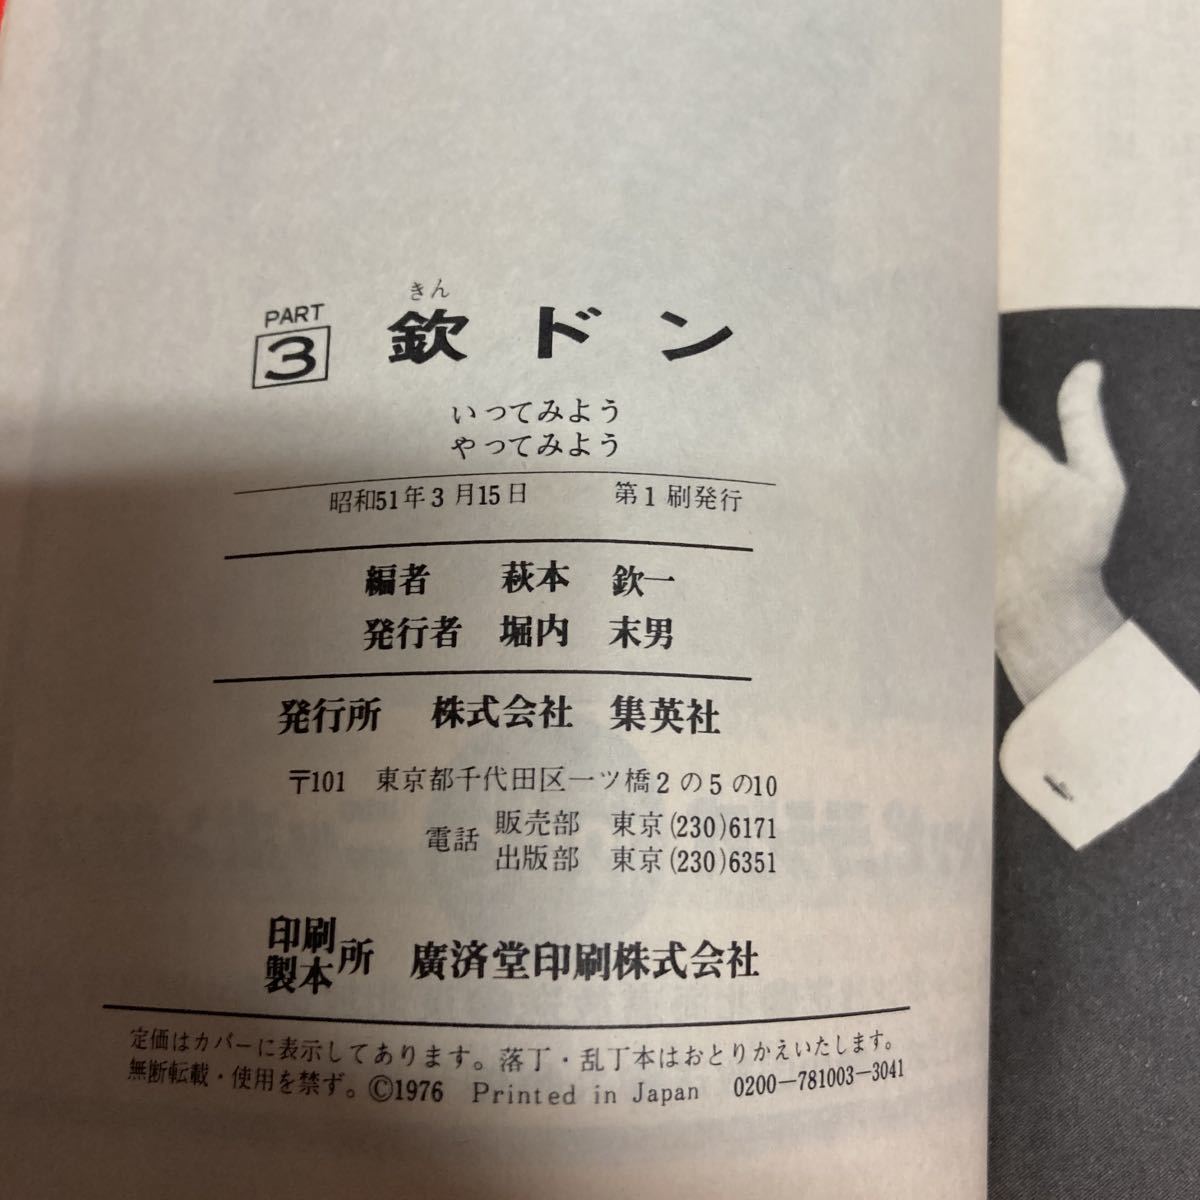 PART 3 欽ドン
きん
いってみよう
やってみよう
昭和51年3月15日 第1刷発行
編者 萩本 欽一
発行者 堀内 末男
発行所 株式会社 集英社
〒101 東京都千代田区一ツ橋2の5の10
電話 販売部 東京(230)6171
出版部 東京(230)6351
印刷製本所 廣済堂印刷株式会社
定価はカバーに表示してあります。落丁・乱丁本はおとりかえいたします。
無断転載・使用を禁ず。©1976 Printed in Japan 0200-781003-3041